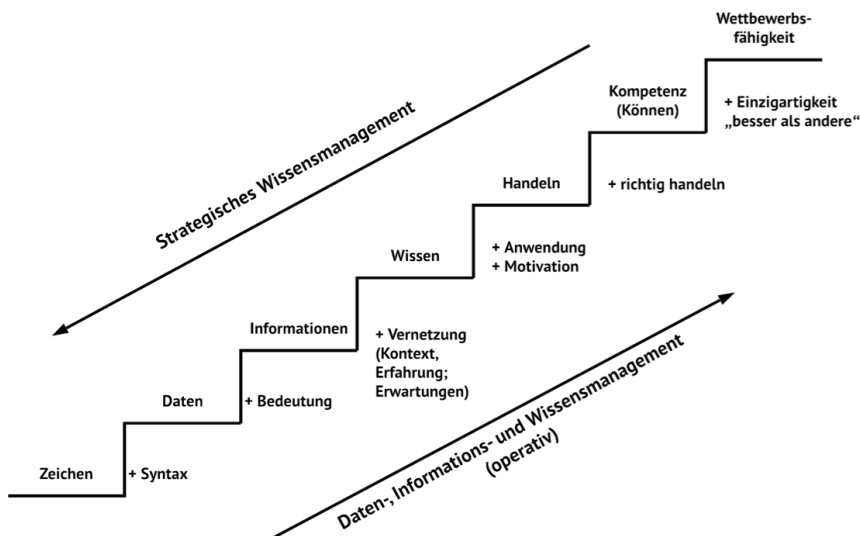 Wettbewerbs-
fähigkeit
Kompetenz
(Können)
+ Einzigartigkeit
„besser als andere“
Strategisches Wissensmanagement
Handeln
+ richtig handeln
Wissen
+ Anwendung
+ Motivation
Informationen
+ Vernetzung
(Kontext,
Erfahrung;
Erwartungen)
Daten
+ Bedeutung
Zeichen
+ Syntax
Daten-, Informations- und Wissensmanagement
(operativ)